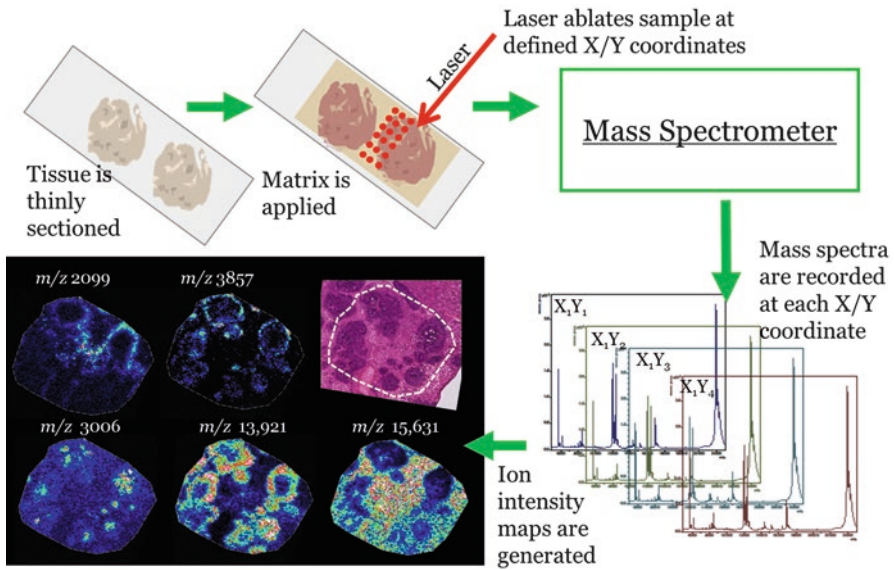 Laser ablates sample at
defined X/Y coordinates
Laser
Mass Spectrometer
Tissue is
thinly
sectioned
Matrix is
applied
Mass spectra
are recorded
at each X/Y
coordinate
X₁Y₁
X₁Y₂
X₁Y₃
X₁Y₄
m/z 2099
m/z 3857
m/z 3006
m/z 13,921
m/z 15,631
Ion
intensity
maps are
generated